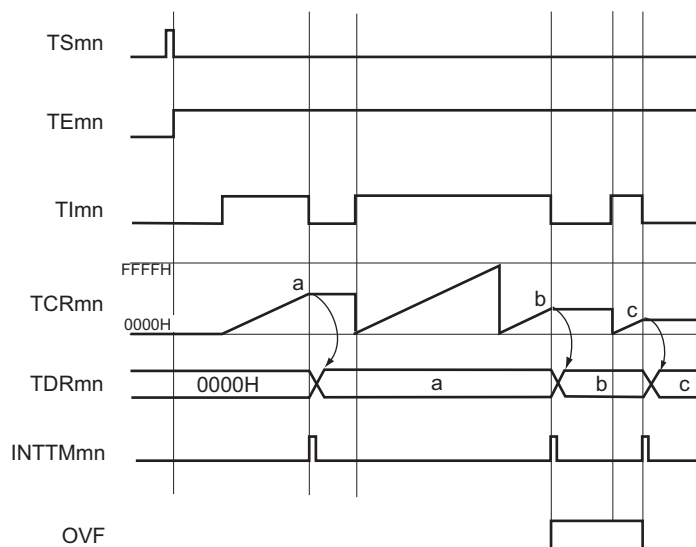 TSmn
TEmn
TImn
FFFFH
a
b
c
TCRmn
0000H
TDRmn
0000H
a
b
c
INTTMmn
OVF